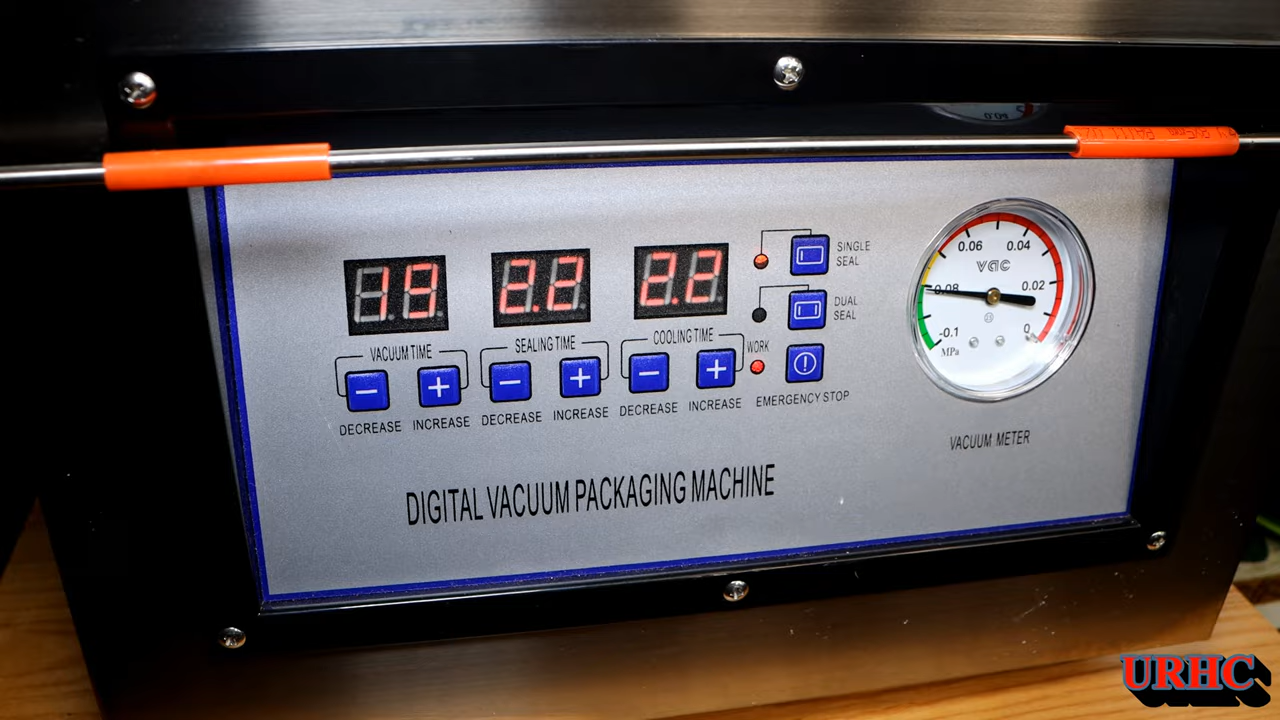 19
2.2
2.2
SINGLE
SEAL
DUAL
SEAL
VACUUM TIME
SEALING TIME
COOLING TIME
WORK
DECREASE
INCREASE
DECREASE
INCREASE
DECREASE
INCREASE
EMERGENCY STOP
0.06
0.04
vac
0.08
0.02
-0.1
0
MPa
VACUUM METER
DIGITAL VACUUM PACKAGING MACHINE
URHC